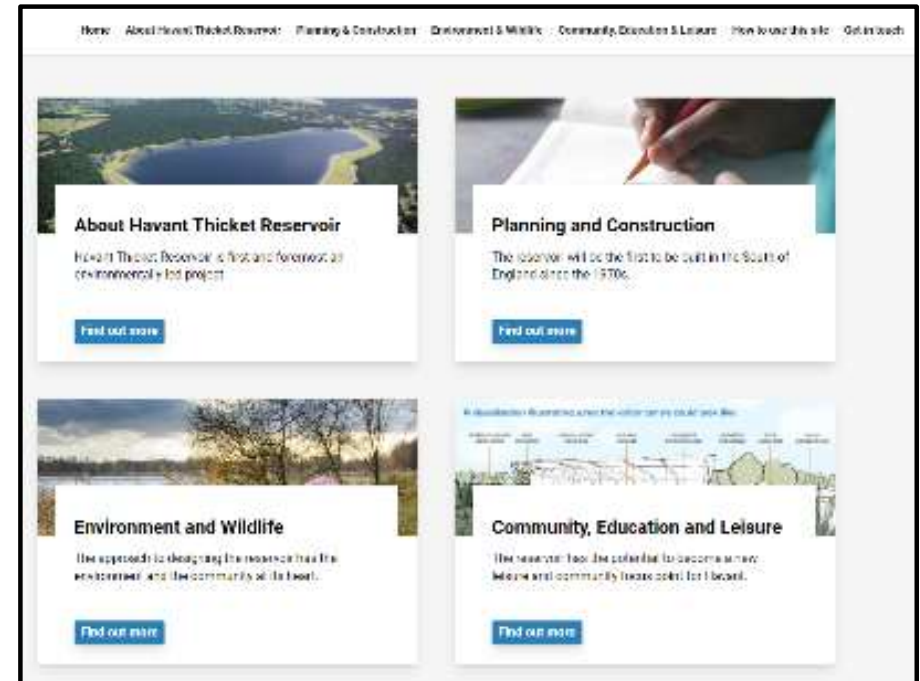 Home About Havant Thicket Reservoir Planning & Construction Environment & Wildlife Community, Education & Leisure How to use this site Get in touch
About Havant Thicket Reservoir
Havant Thicket Reservoir is first and foremost an
environmentally led project
Find out more
Planning and Construction
The reservoir will be the first to be built in the South of
England since the 1970s.
Find out more
Environment and Wildlife
The approach to designing the reservoir has the
environment and the community at its heart.
Find out more
Community, Education and Leisure
The reservoir has the potential to become a new
leisure and community focus point for Havant.
Find out more